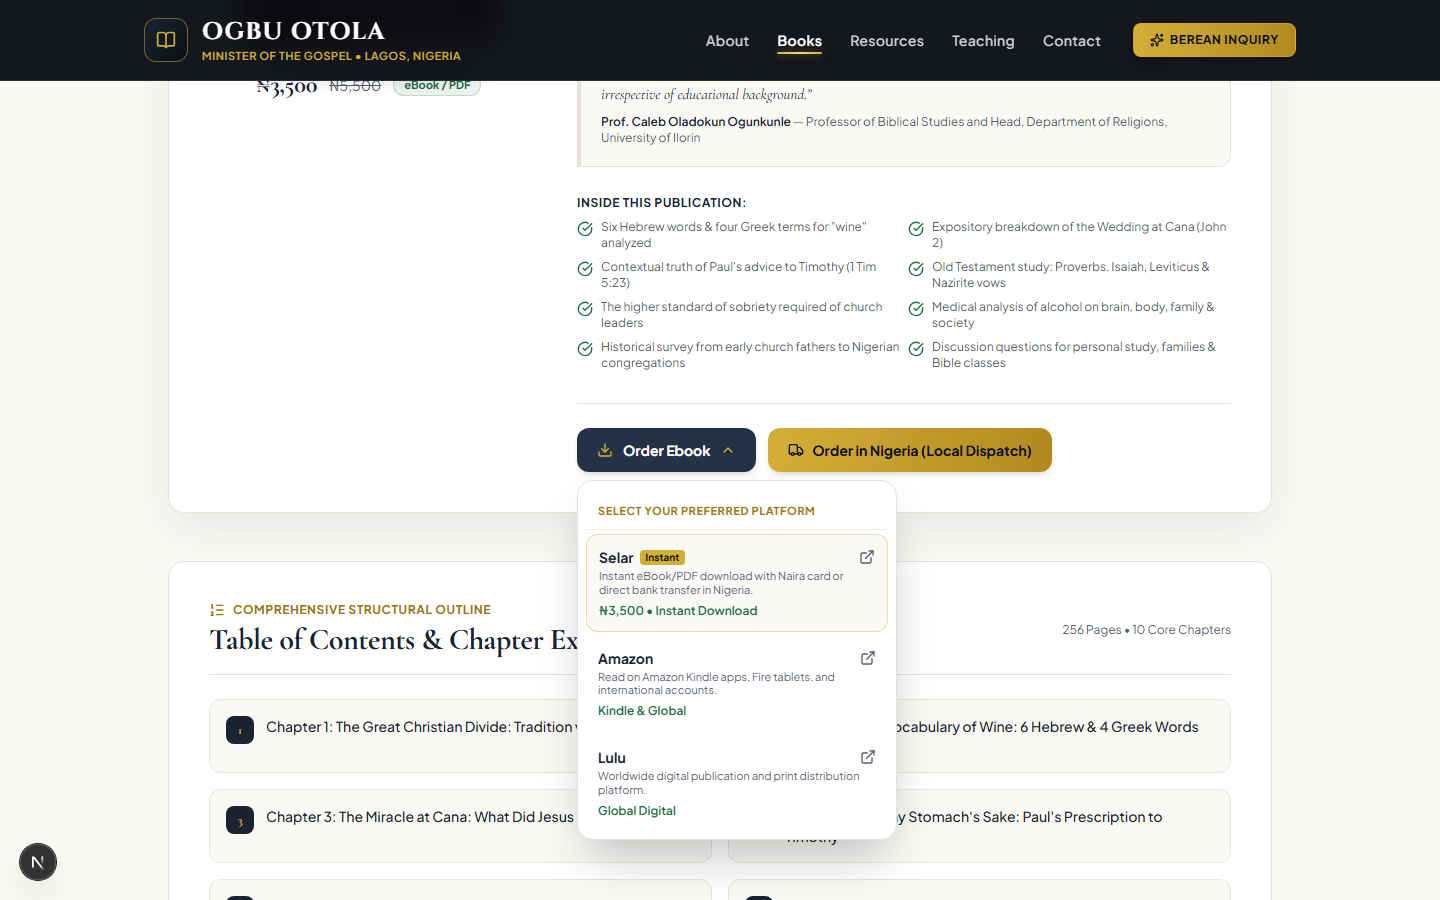 OGBU OTOLA
MINISTER OF THE GOSPEL • LAGOS, NIGERIA
About
Books
Resources
Teaching
Contact
BEREAN INQUIRY
₦3,500 ₦5,500 eBook / PDF
irrespective of educational background.”
Prof. Caleb Oladokun Ogunkunle — Professor of Biblical Studies and Head, Department of Religions,
University of Ilorin
INSIDE THIS PUBLICATION:
Six Hebrew words & four Greek terms for "wine"
analyzed
Expository breakdown of the Wedding at Cana (John
2)
Contextual truth of Paul's advice to Timothy (1 Tim
5:23)
Old Testament study: Proverbs, Isaiah, Leviticus &
Nazirite vows
The higher standard of sobriety required of church
leaders
Medical analysis of alcohol on brain, body, family &
society
Historical survey from early church fathers to Nigerian
congregations
Discussion questions for personal study, families &
Bible classes
Order Ebook
Order in Nigeria (Local Dispatch)
SELECT YOUR PREFERRED PLATFORM
Selar Instant
Instant eBook/PDF download with Naira card or
direct bank transfer in Nigeria.
₦3,500 • Instant Download
Amazon
Read on Amazon Kindle apps, Fire tablets, and
international accounts.
Kindle & Global
Lulu
Worldwide digital publication and print distribution
platform.
Global Digital
COMPREHENSIVE STRUCTURAL OUTLINE
Table of Contents & Chapter Ex
256 Pages • 10 Core Chapters
1
Chapter 1: The Great Christian Divide: Tradition
ocabulary of Wine: 6 Hebrew & 4 Greek Words
3
Chapter 3: The Miracle at Cana: What Did Jesus
y Stomach's Sake: Paul's Prescription to
Timothy
N